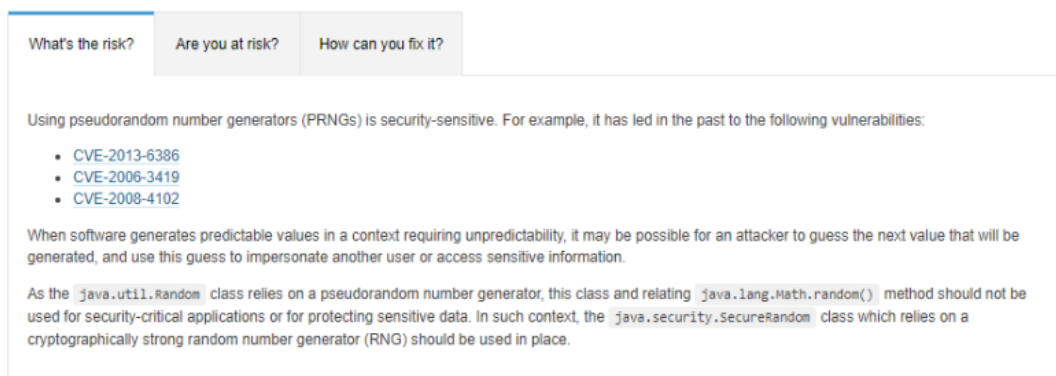 What's the risk? Are you at risk? How can you fix it?
Using pseudorandom number generators (PRNGs) is security-sensitive. For example, it has led in the past to the following vulnerabilities:
• CVE-2013-6386
• CVE-2006-3419
• CVE-2008-4102
When software generates predictable values in a context requiring unpredictability, it may be possible for an attacker to guess the next value that will be
generated, and use this guess to impersonate another user or access sensitive information.
As the java.util.Random class relies on a pseudorandom number generator, this class and relating java.lang.Math.random() method should not be
used for security-critical applications or for protecting sensitive data. In such context, the java.security.SecureRandom class which relies on a
cryptographically strong random number generator (RNG) should be used in place.